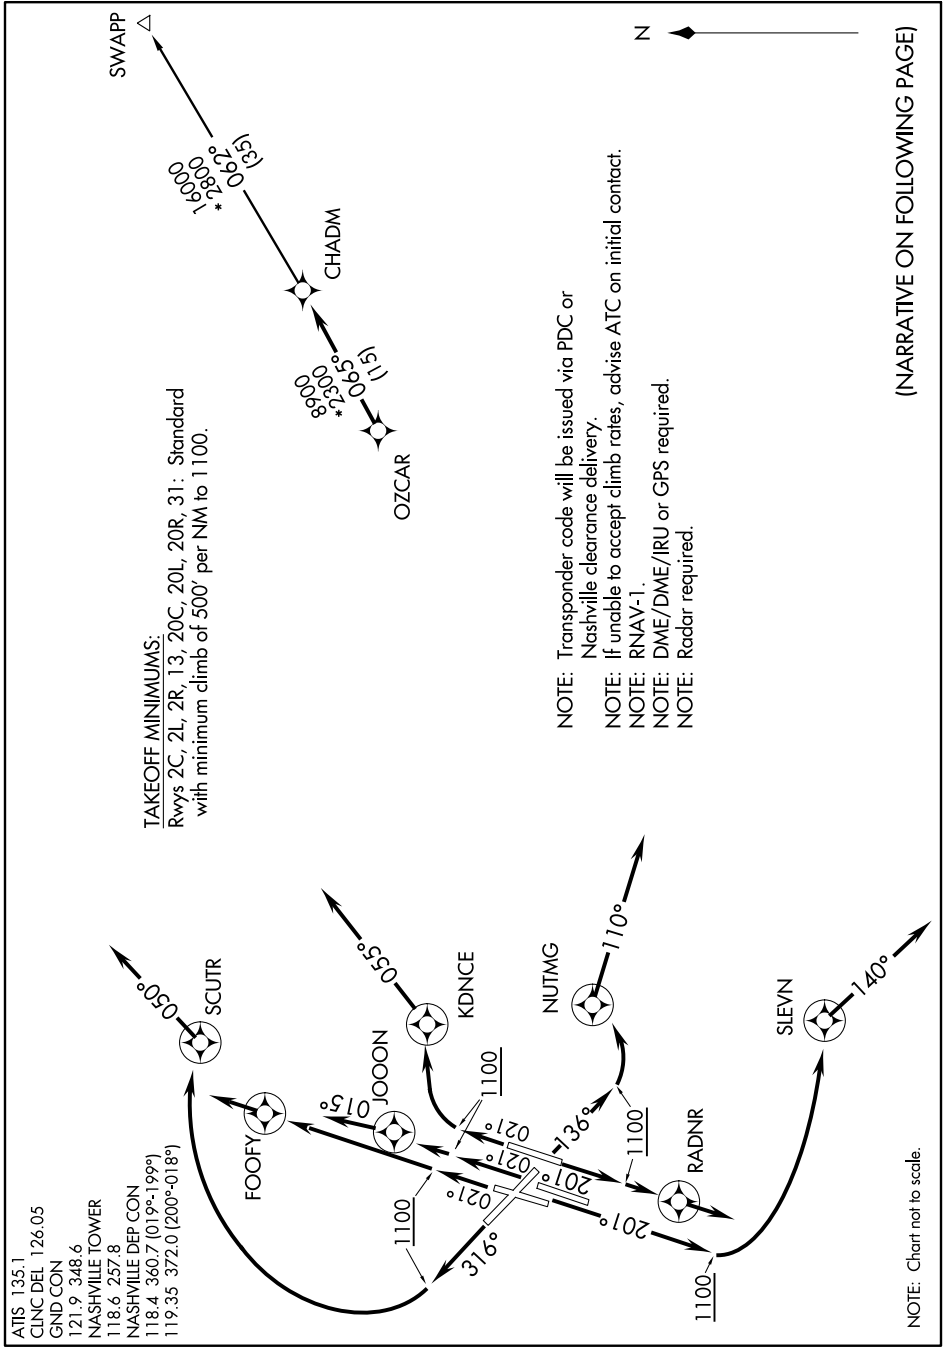 ATIS 135.1
CLNC DEL 126.05
GND CON
121.9 348.6
NASHVILLE TOWER
118.6 257.8
NASHVILLE DEP CON
118.4 360.7 (019°-199°)
119.35 372.0 (200°-018°)
TAKEOFF MINIMUMS:
Rwys 2C, 2L, 2R, 13, 20C, 20L, 20R, 31: Standard
with minimum climb of 500' per NM to 1100.
SWAPP
16000
*2800
062°
(35)
CHADM
8900
*2300
065°
(15)
OZCAR
N
050°
SCUTR
055°
KDNCE
FOOFY
015°
JOOON
1100
1100
021°
021°
021°
316°
NUTMG
110°
136°
1100
201°
201°
RADNR
SLEVN
140°
1100
NOTE: Transponder code will be issued via PDC or
Nashville clearance delivery.
NOTE: If unable to accept climb rates, advise ATC on initial contact.
NOTE: RNAV-1.
NOTE: DME/DME/IRU or GPS required.
NOTE: Radar required.
NOTE: Chart not to scale.
(NARRATIVE ON FOLLOWING PAGE)